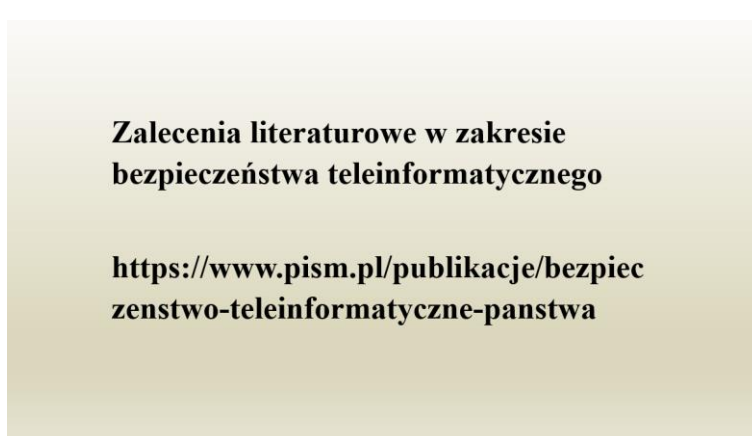 Zalecenia literaturowe w zakresie
bezpieczeństwa teleinformatycznego
https://www.pism.pl/publikacje/bezpiec
zenstwo-teleinformatyczne-panstwa